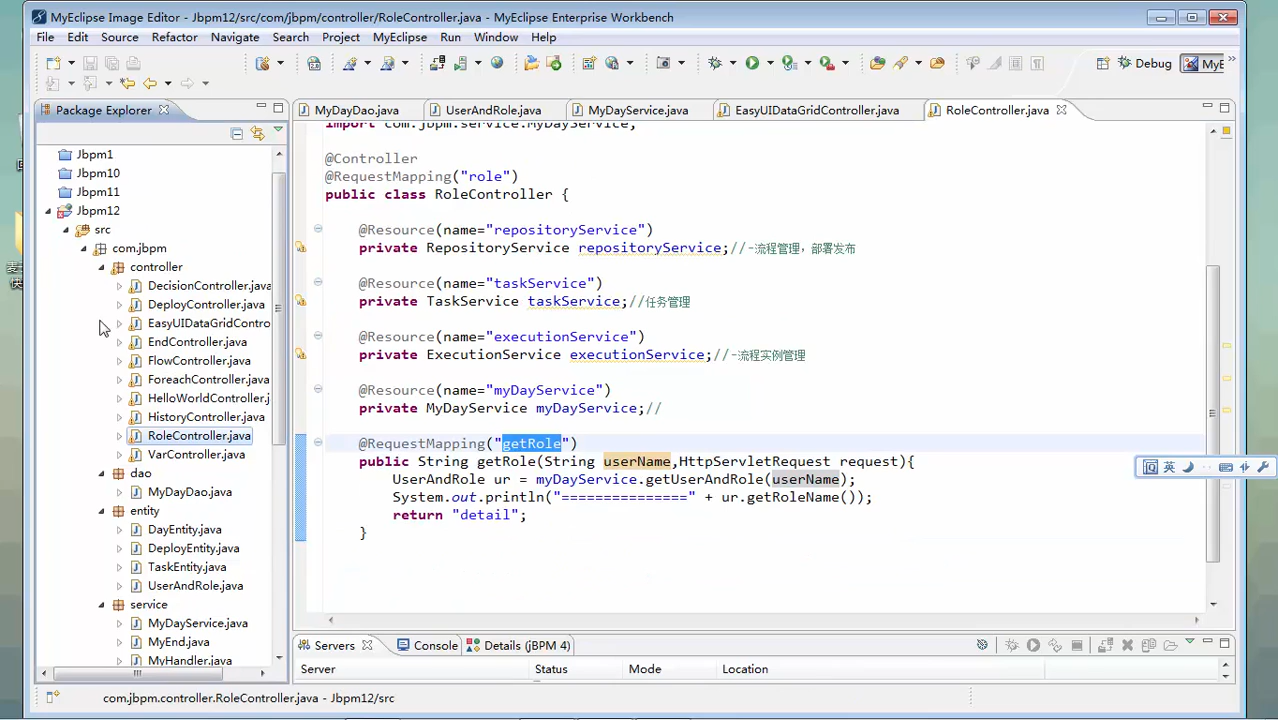 MyEclipse Image Editor - Jbpm12/src/com/jbpm/controller/RoleController.java - MyEclipse Enterprise Workbench
File Edit Source Refactor Navigate Search Project MyEclipse Run Window Help
Debug MyE
Package Explorer
MyDayDao.java UserAndRole.java MyDayService.java EasyUIDataGridController.java RoleController.java
Jbpm1
Jbpm10
Jbpm11
Jbpm12
src
com.jbpm
controller
DecisionController.java
DeployController.java
EasyUIDataGridContro
EndController.java
FlowController.java
ForeachController.java
HelloWorldController.j
HistoryController.java
RoleController.java
VarController.java
dao
MyDayDao.java
entity
DayEntity.java
DeployEntity.java
TaskEntity.java
UserAndRole.java
service
MyDayService.java
MyEnd.java
MyHandler.java
import com.jbpm.service.MyDayService;
@Controller
@RequestMapping("role")
public class RoleController {
@Resource(name="repositoryService")
private RepositoryService repositoryService;//-流程管理，部署发布
@Resource(name="taskService")
private TaskService taskService;//任务管理
@Resource(name="executionService")
private ExecutionService executionService;//-流程实例管理
@Resource(name="myDayService")
private MyDayService myDayService;//
@RequestMapping("getRole")
public String getRole(String userName,HttpServletRequest request){
UserAndRole ur = myDayService.getUserAndRole(userName);
System.out.println("===============" + ur.getRoleName());
return "detail";
}
英
Servers Console Details (jBPM 4)
Server Status Mode Location
com.jbpm.controller.RoleController.java - Jbpm12/src